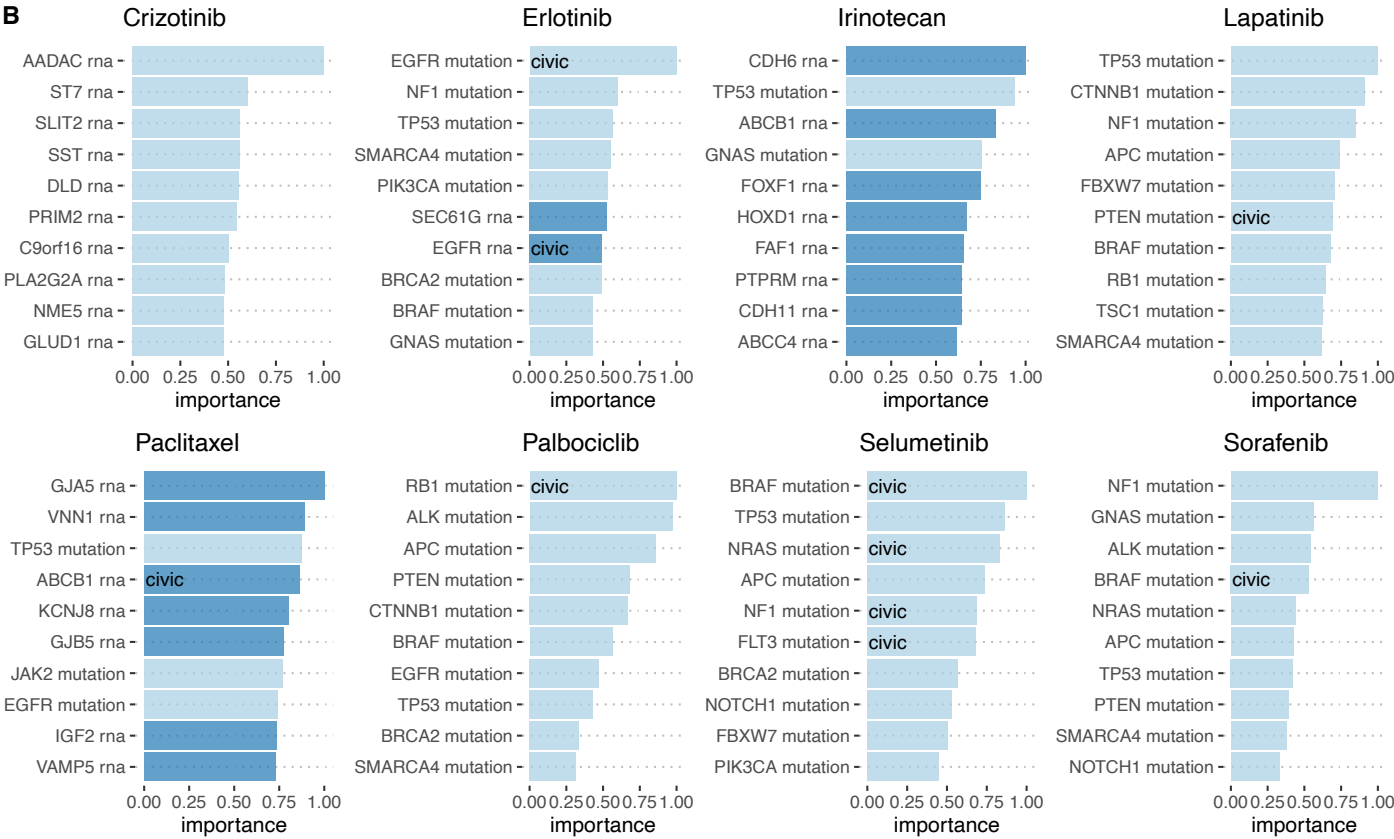 B
Crizotinib
AADAC rna
ST7 rna
SLIT2 rna
SST rna
DLD rna
PRIM2 rna
C9orf16 rna
PLA2G2A rna
NME5 rna
GLUD1 rna
0.00 0.25 0.50 0.75 1.00
importance
Erlotinib
EGFR mutation civic
NF1 mutation
TP53 mutation
SMARCA4 mutation
PIK3CA mutation
SEC61G rna
EGFR rna civic
BRCA2 mutation
BRAF mutation
GNAS mutation
0.00 0.25 0.50 0.75 1.00
importance
Irinotecan
CDH6 rna
TP53 mutation
ABCB1 rna
GNAS mutation
FOXF1 rna
HOXD1 rna
FAF1 rna
PTPRM rna
CDH11 rna
ABCC4 rna
0.00 0.25 0.50 0.75 1.00
importance
Lapatinib
TP53 mutation
CTNNB1 mutation
NF1 mutation
APC mutation
FBXW7 mutation
PTEN mutation civic
BRAF mutation
RB1 mutation
TSC1 mutation
SMARCA4 mutation
0.00 0.25 0.50 0.75 1.00
importance
Paclitaxel
GJA5 rna
VNN1 rna
TP53 mutation
ABCB1 rna civic
KCNJ8 rna
GJB5 rna
JAK2 mutation
EGFR mutation
IGF2 rna
VAMP5 rna
0.00 0.25 0.50 0.75 1.00
importance
Palbociclib
RB1 mutation civic
ALK mutation
APC mutation
PTEN mutation
CTNNB1 mutation
BRAF mutation
EGFR mutation
TP53 mutation
BRCA2 mutation
SMARCA4 mutation
0.00 0.25 0.50 0.75 1.00
importance
Selumetinib
BRAF mutation civic
TP53 mutation
NRAS mutation civic
APC mutation
NF1 mutation civic
FLT3 mutation civic
BRCA2 mutation
NOTCH1 mutation
FBXW7 mutation
PIK3CA mutation
0.00 0.25 0.50 0.75 1.00
importance
Sorafenib
NF1 mutation
GNAS mutation
ALK mutation
BRAF mutation civic
NRAS mutation
APC mutation
TP53 mutation
PTEN mutation
SMARCA4 mutation
NOTCH1 mutation
0.00 0.25 0.50 0.75 1.00
importance